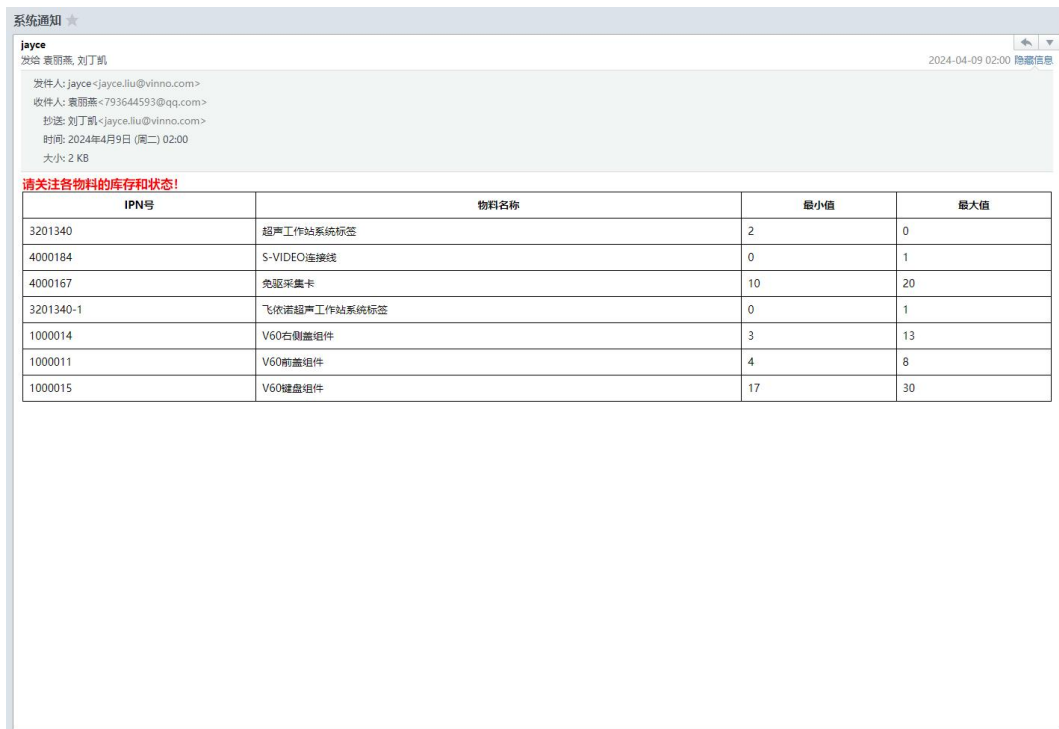 系统通知
jayce
发给 袁丽燕, 刘丁凯
2024-04-09 02:00 隐藏信息
发件人: jayce<jayce.liu@vinno.com>
收件人: 袁丽燕<793644593@qq.com>
抄送: 刘丁凯<jayce.liu@vinno.com>
时间: 2024年4月9日 (周二) 02:00
大小: 2 KB
请关注各物料的库存和状态!
IPN号 物料名称 最小值 最大值
3201340 超声工作站系统标签 2 0
4000184 S-VIDEO连接线 0 1
4000167 免驱采集卡 10 20
3201340-1 飞依诺超声工作站系统标签 0 1
1000014 V60右侧盖组件 3 13
1000011 V60前盖组件 4 8
1000015 V60键盘组件 17 30